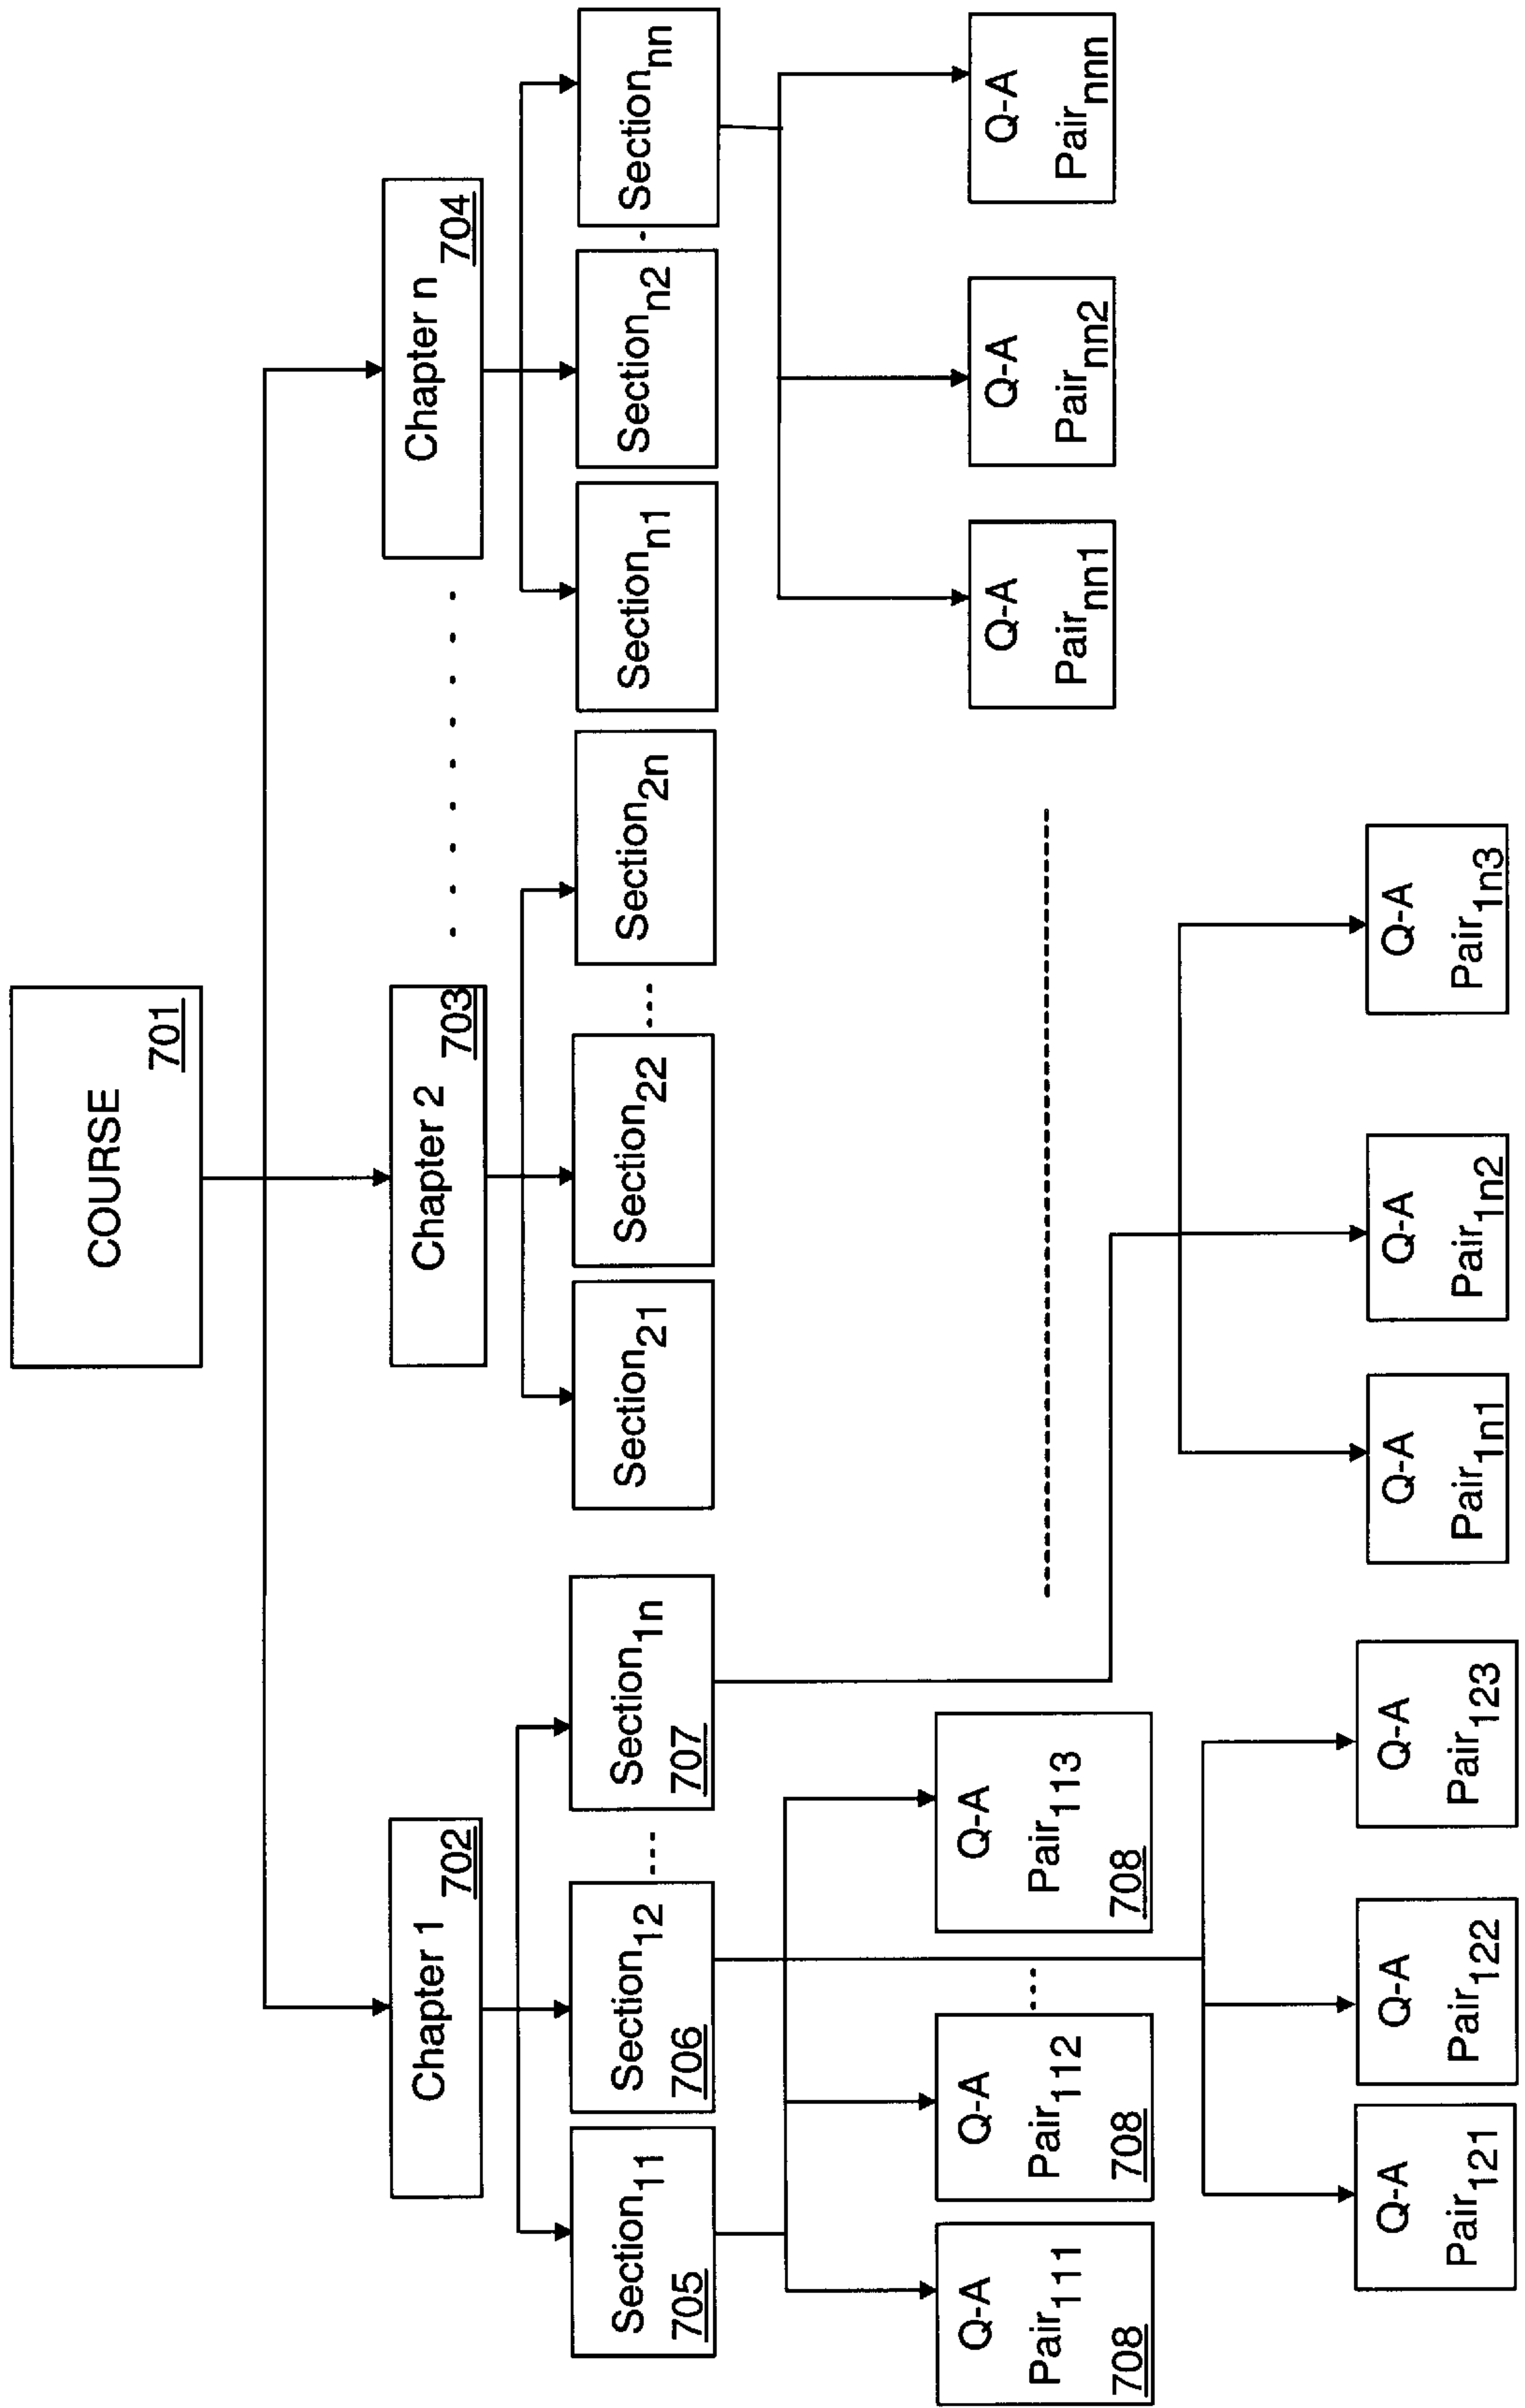 COURSE
701
Chapter 1
702
Chapter 2
703
Chapter n
704
Section11
705
Section12
706
Section1n
707
Section21
Section22
Section2n
Sectionn1
Sectionn2
Sectionnn
Q-A
Pair111
708
Q-A
Pair112
708
Q-A
Pair113
708
Q-A
Pairnn1
Q-A
Pairnn2
Q-A
Pairnnn
Q-A
Pair121
Q-A
Pair122
Q-A
Pair123
Q-A
Pair1n1
Q-A
Pair1n2
Q-A
Pair1n3